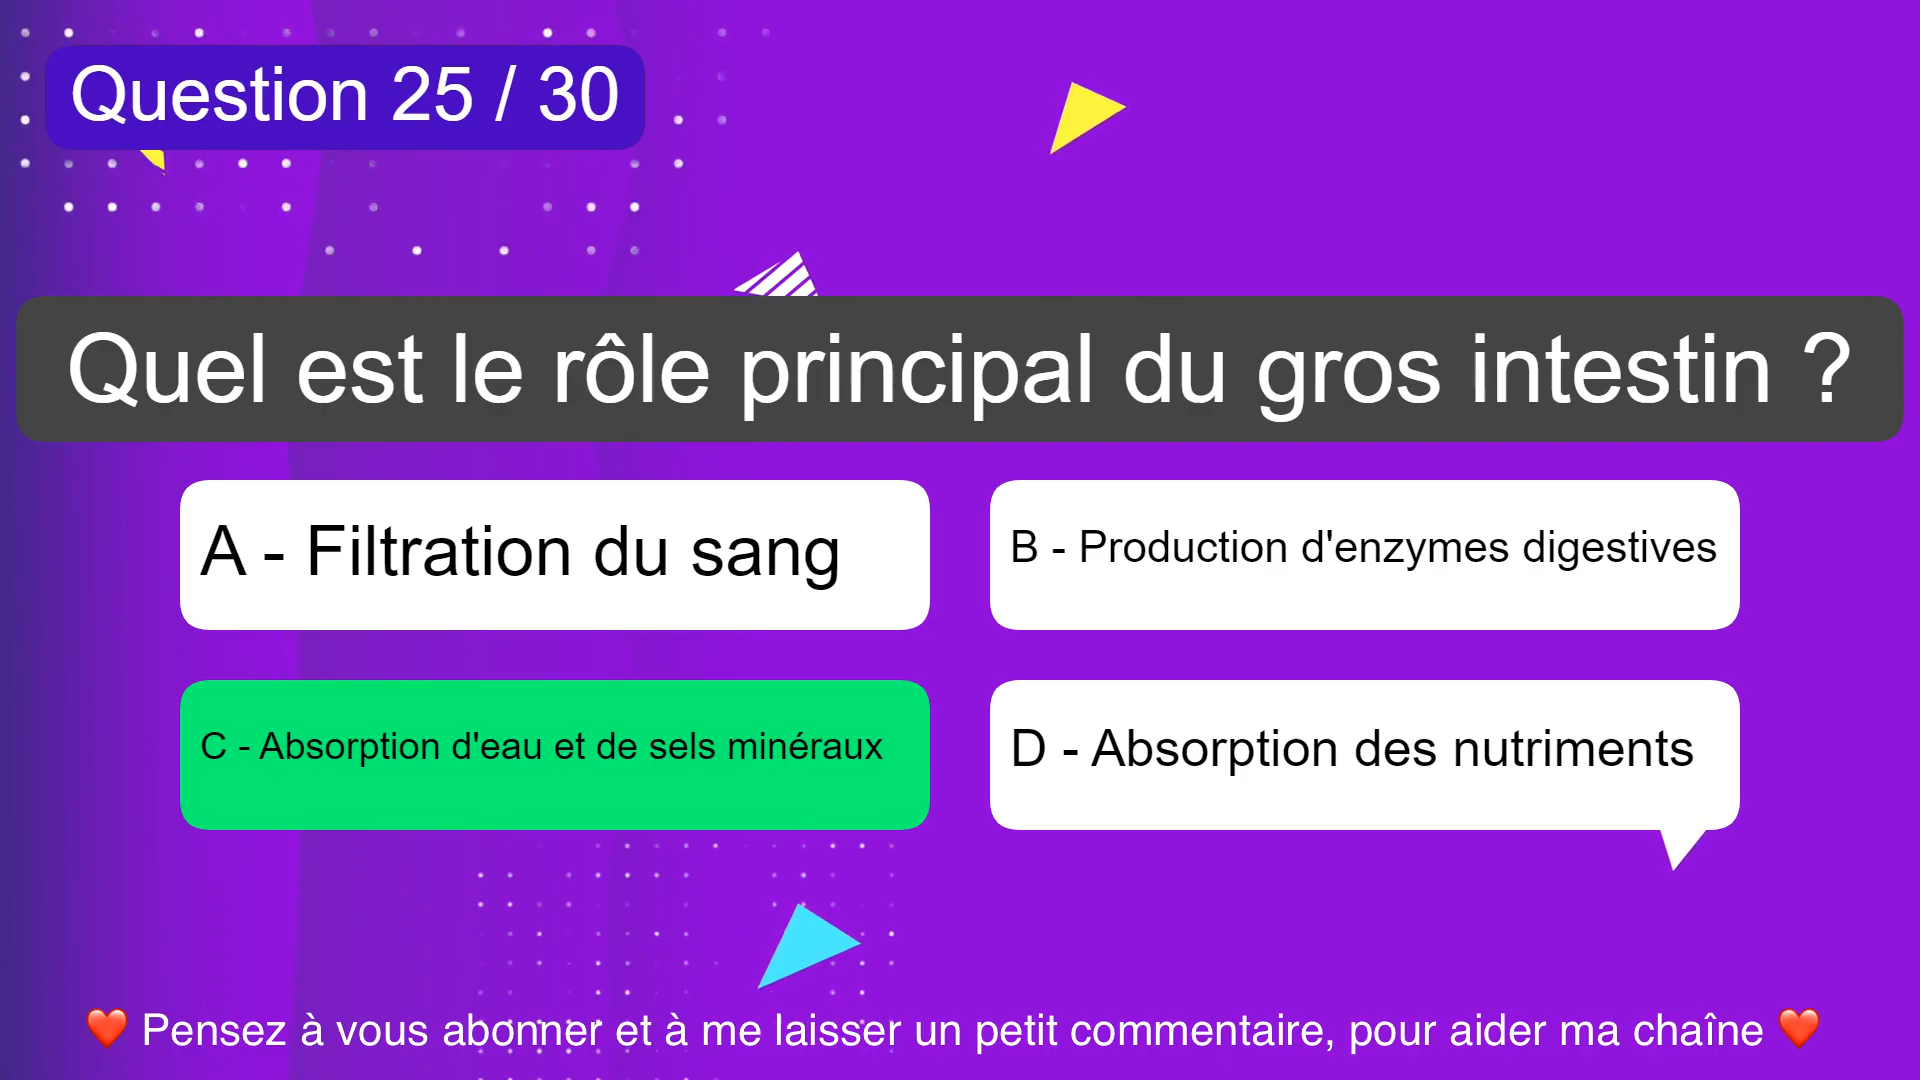 Question 25 / 30
Quel est le rôle principal du gros intestin ?
A - Filtration du sang
B - Production d'enzymes digestives
C - Absorption d'eau et de sels minéraux
D - Absorption des nutriments
❤️ Pensez à vous abonner et à me laisser un petit commentaire, pour aider ma chaîne ❤️